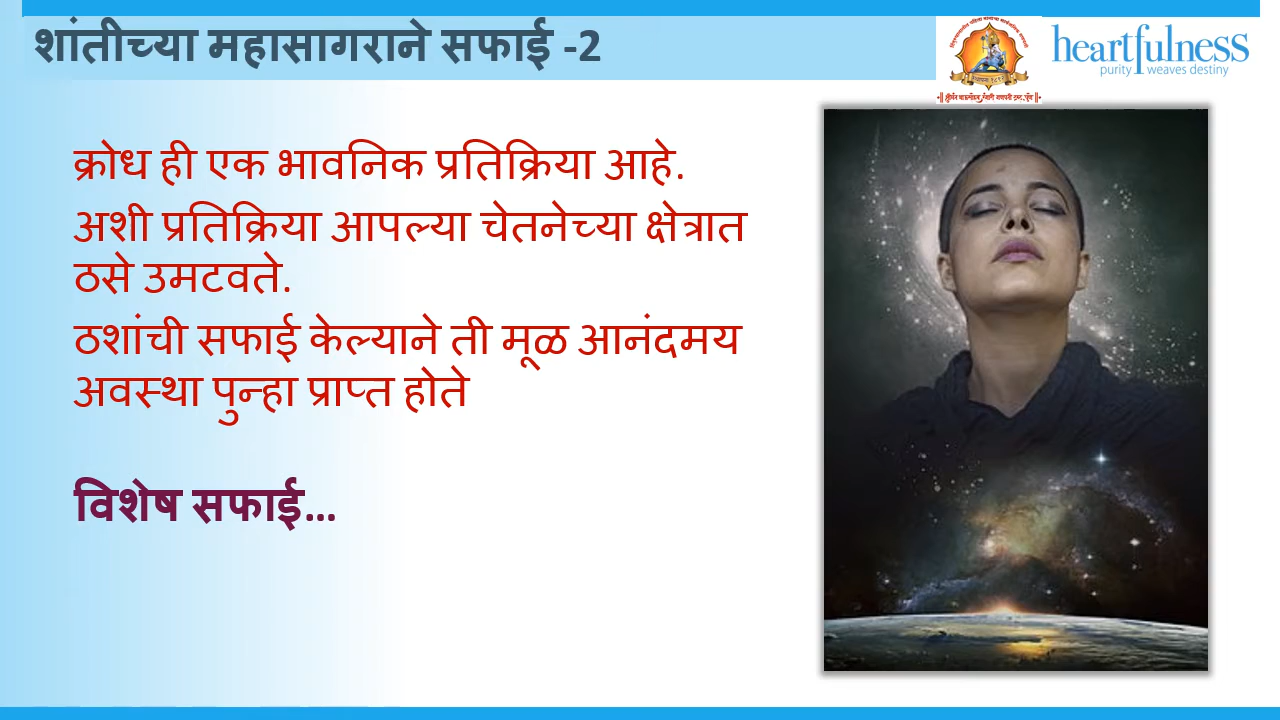 शांतीच्या महासागराने सफाई -2
heartfulness
purity weaves destiny
क्रोध ही एक भावनिक प्रतिक्रिया आहे.
अशी प्रतिक्रिया आपल्या चेतनेच्या क्षेत्रात
ठसे उमटवते.
ठशांची सफाई केल्याने ती मूळ आनंदमय
अवस्था पुन्हा प्राप्त होते
विशेष सफाई...